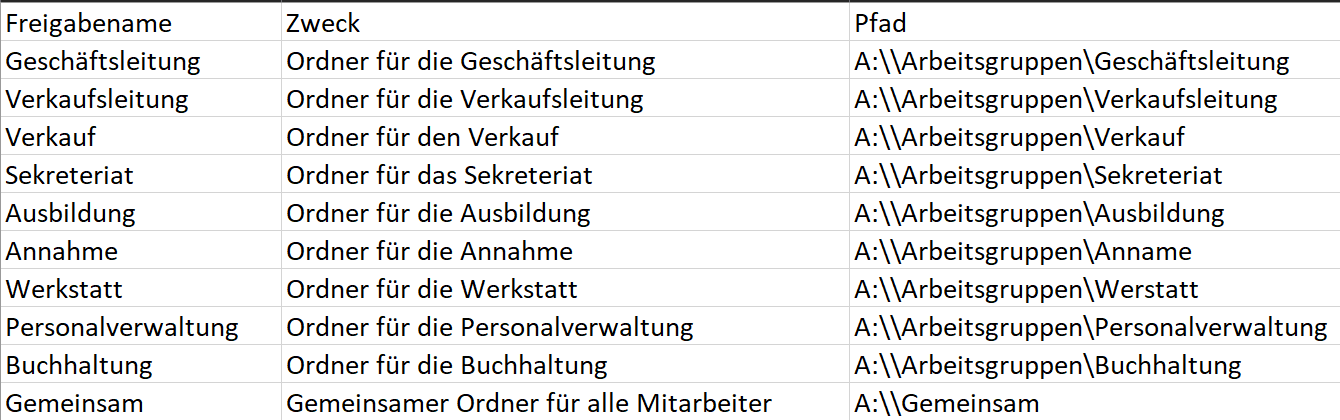 Freigabename Zweck Pfad
Geschäftsleitung Ordner für die Geschäftsleitung A:\\Arbeitsgruppen\Geschäftsleitung
Verkaufsleitung Ordner für die Verkaufsleitung A:\\Arbeitsgruppen\Verkaufsleitung
Verkauf Ordner für den Verkauf A:\\Arbeitsgruppen\Verkauf
Sekreteriat Ordner für das Sekreteriat A:\\Arbeitsgruppen\Sekreteriat
Ausbildung Ordner für die Ausbildung A:\\Arbeitsgruppen\Ausbildung
Annahme Ordner für die Annahme A:\\Arbeitsgruppen\Anname
Werkstatt Ordner für die Werkstatt A:\\Arbeitsgruppen\Werstatt
Personalverwaltung Ordner für die Personalverwaltung A:\\Arbeitsgruppen\Personalverwaltung
Buchhaltung Ordner für die Buchhaltung A:\\Arbeitsgruppen\Buchhaltung
Gemeinsam Gemeinsamer Ordner für alle Mitarbeiter A:\\Gemeinsam